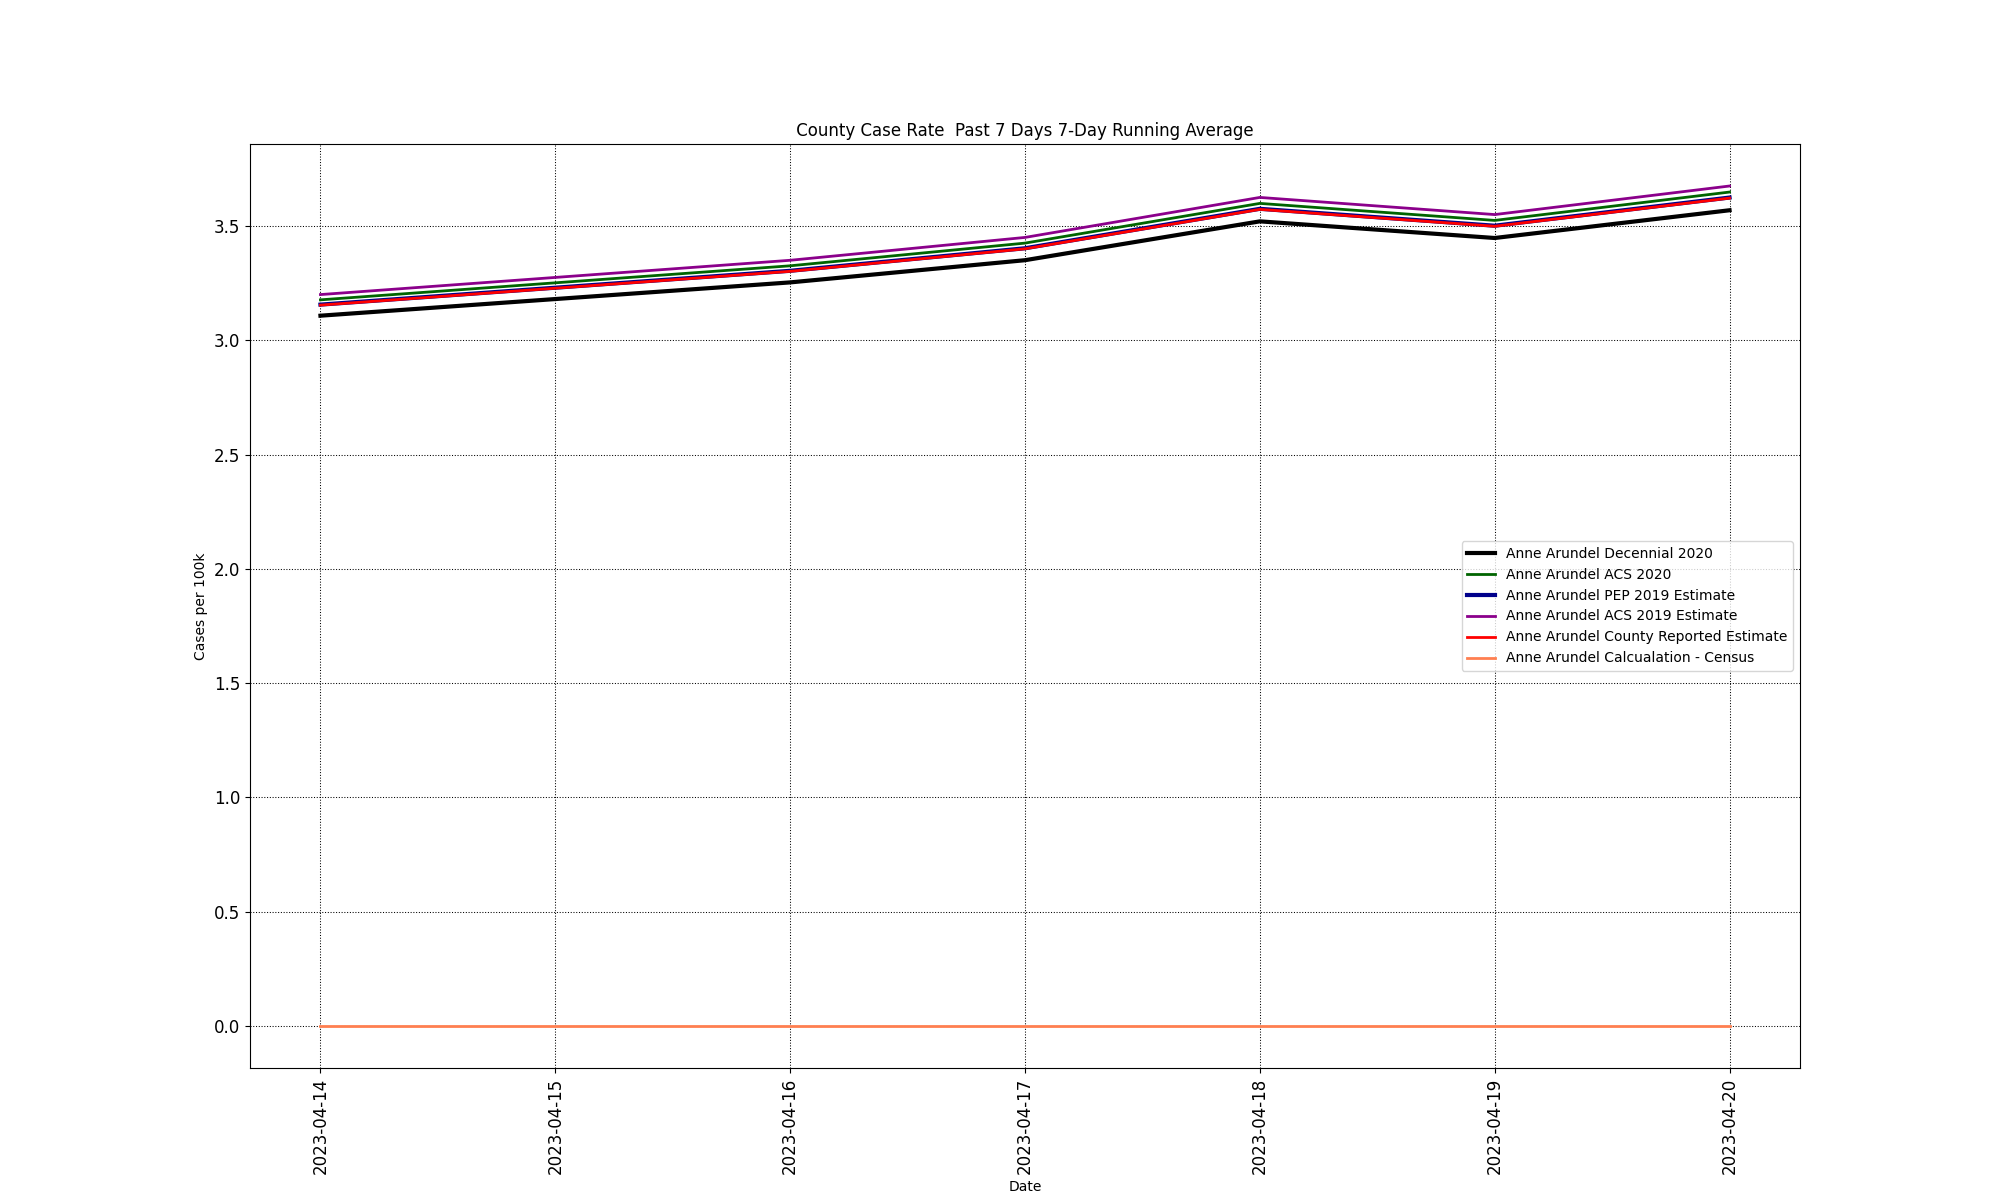 County Case Rate  Past 7 Days 7-Day Running Average
Cases per 100k
3.5
3.0
2.5
2.0
1.5
1.0
0.5
0.0
Anne Arundel Decennial 2020
Anne Arundel ACS 2020
Anne Arundel PEP 2019 Estimate
Anne Arundel ACS 2019 Estimate
Anne Arundel County Reported Estimate
Anne Arundel Calcualation - Census
2023-04-14
2023-04-15
2023-04-16
2023-04-17
2023-04-18
2023-04-19
2023-04-20
Date